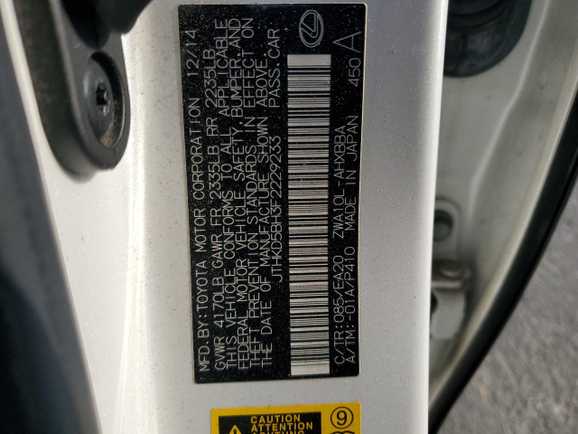 MFD.BY:TOYOTA MOTOR CORPORATION 12/14
GVWR 4170LB GAWR FR 2335LB RR 2235LB
THIS VEHICLE CONFORMS TO ALL APPLICABLE
FEDERAL MOTOR VEHICLE SAFETY, BUMPER, AND
THEFT PREVENTION STANDARDS IN EFFECT ON
THE DATE OF MANUFACTURE SHOWN ABOVE.
JTHKD5BH3F2229233 PASS.CAR
C/TR:085/EA20 ZWA10L-AHXBBA
A/TM:-01A/P410 MADE IN JAPAN 450 A
CAUTION
ATTENTION
ACHTUNG
9